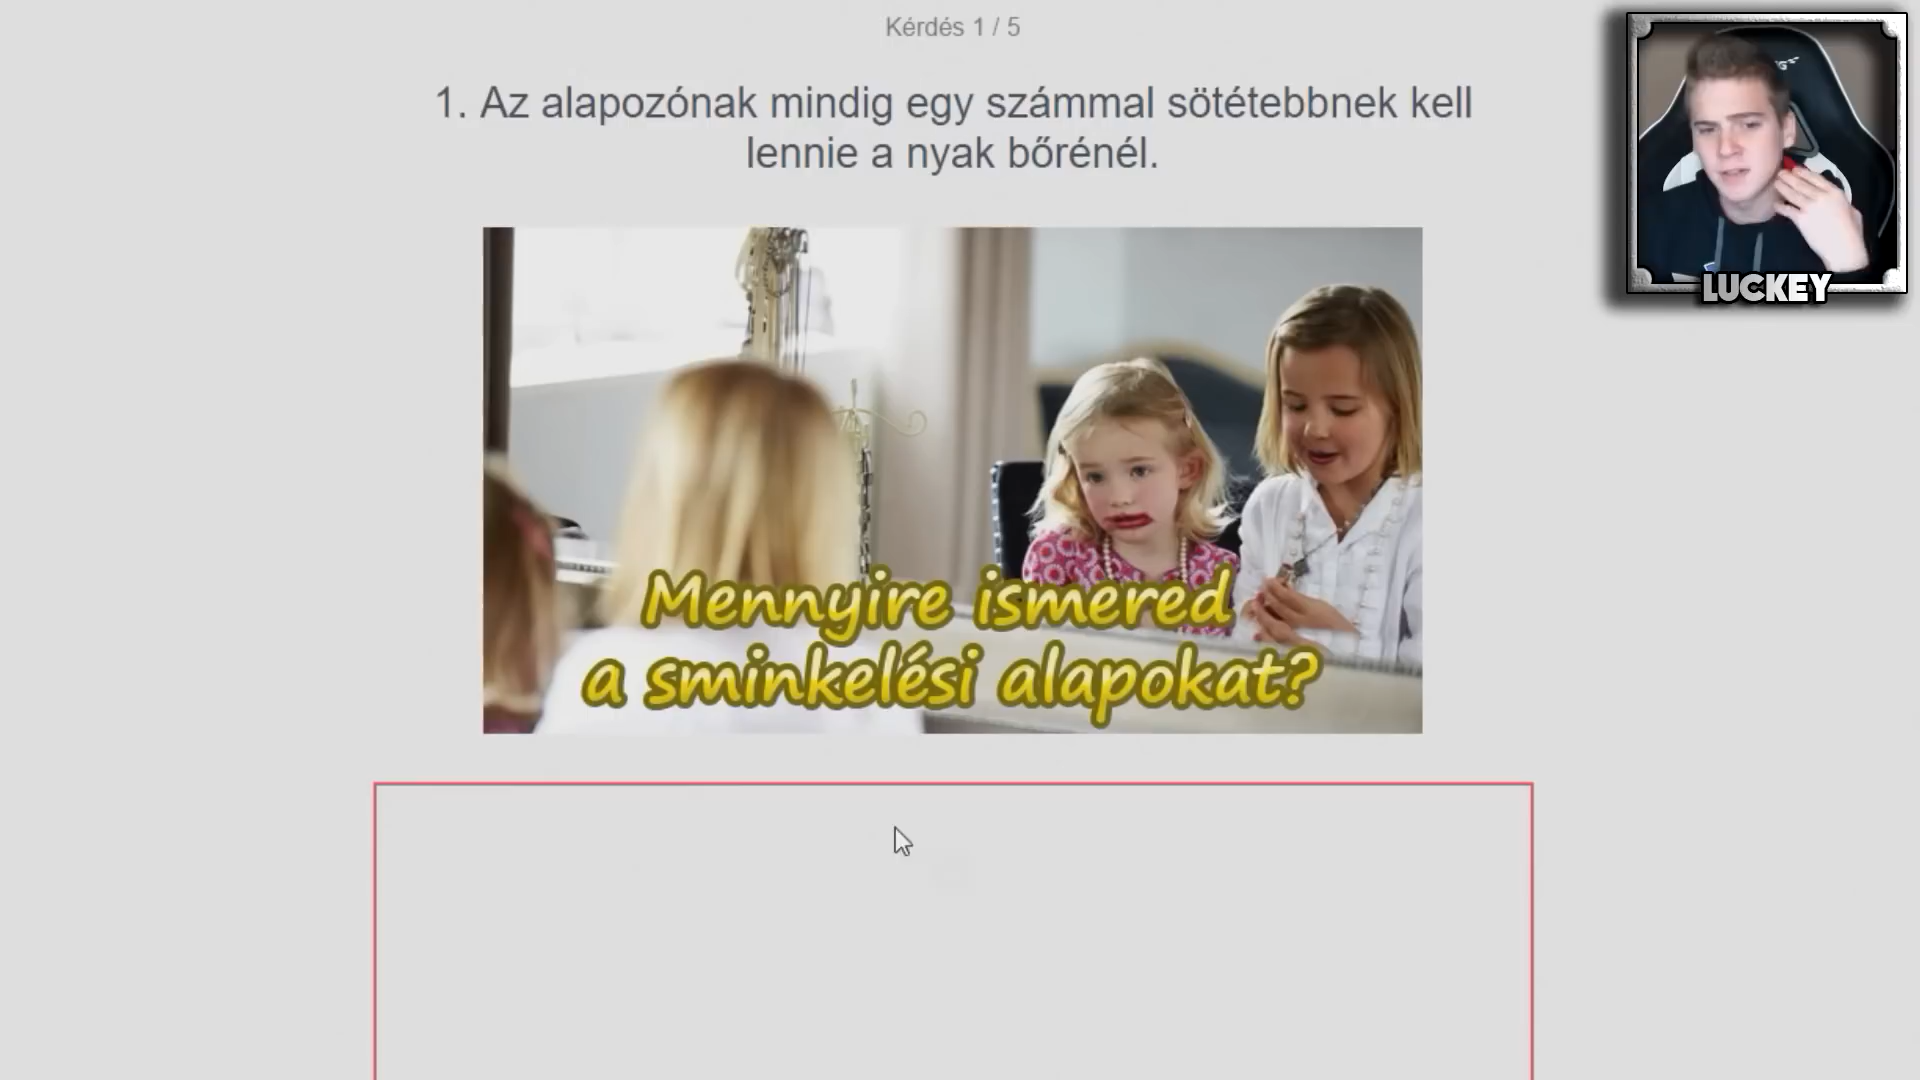 Kérdés 1 / 5
1. Az alapozónak mindig egy számmal sötétebbnek kell
lennie a nyak bőrénél.
LUCKEY
Mennyire ismered
a sminkelési alapokat?